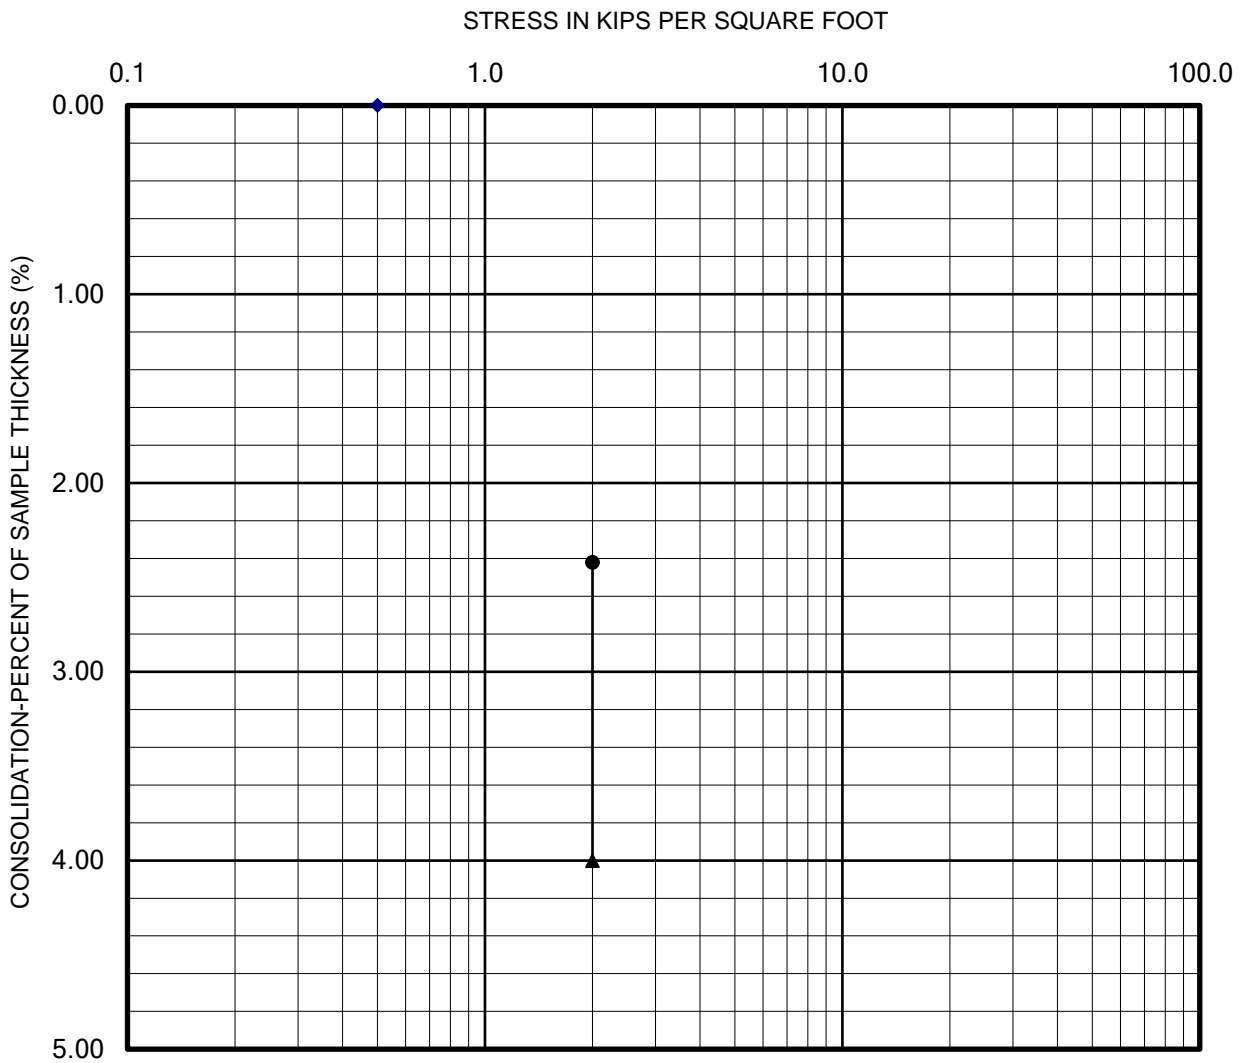 STRESS IN KIPS PER SQUARE FOOT
0.1 1.0 10.0 100.0
0.00
1.00
2.00
3.00
4.00
5.00
CONSOLIDATION-PERCENT OF SAMPLE THICKNESS (%)